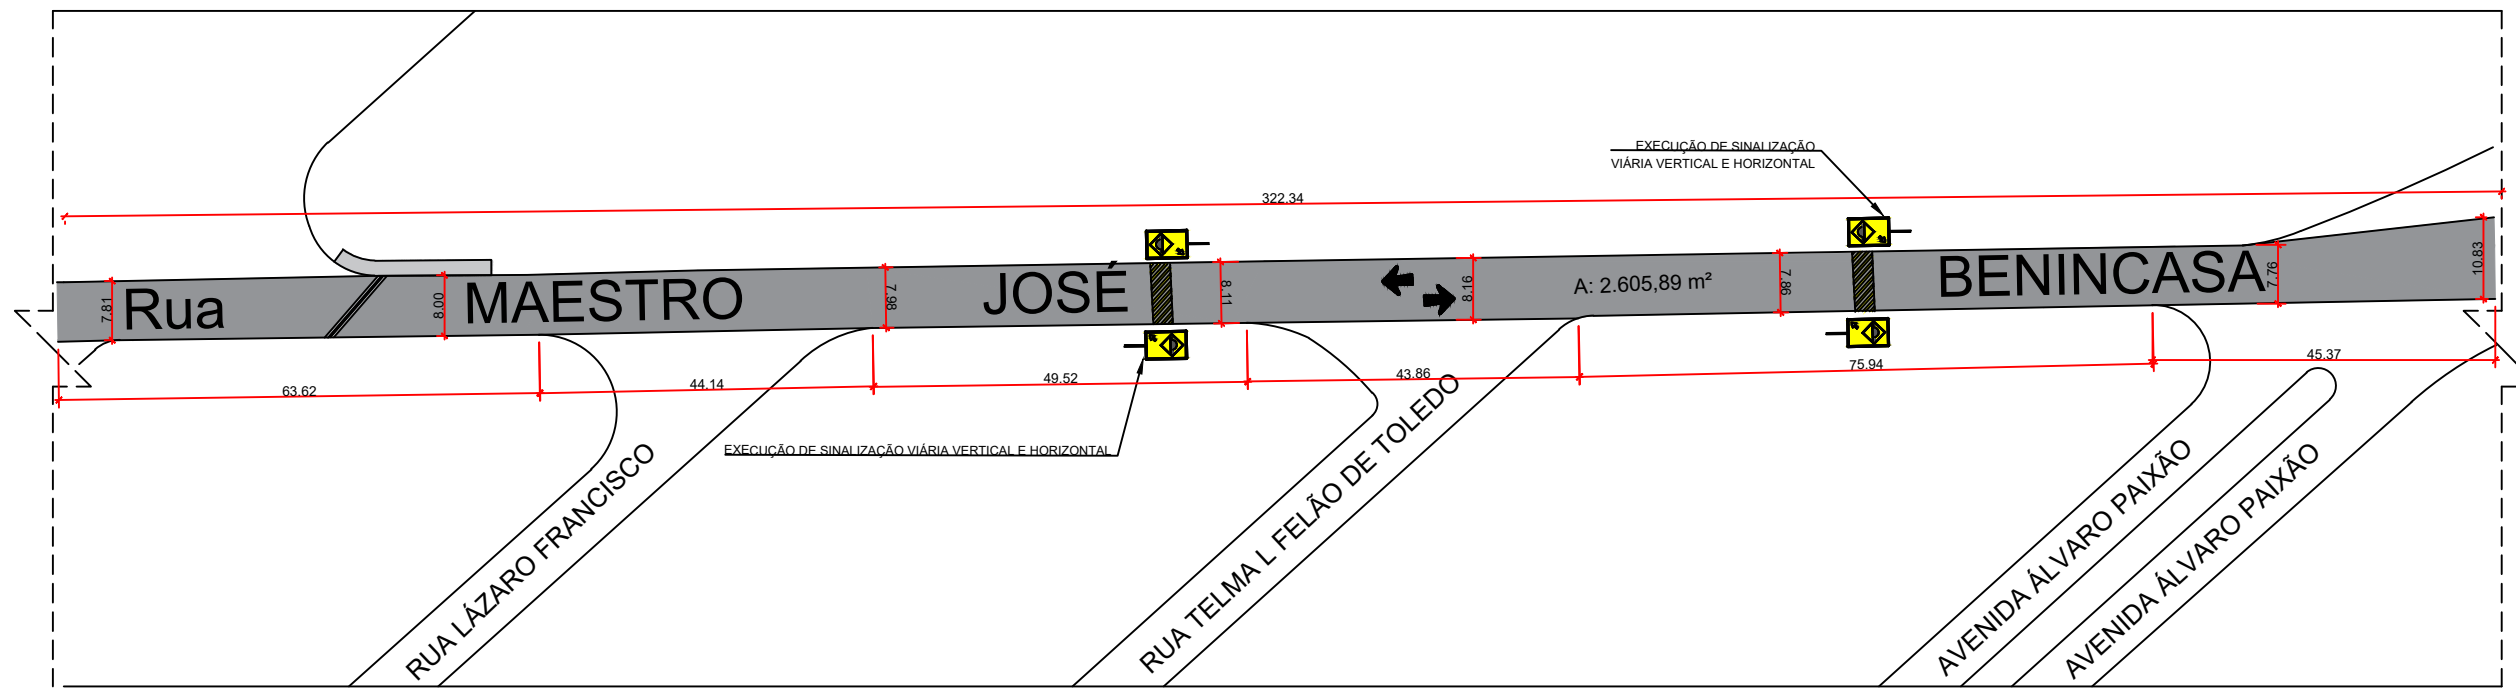 EXECUÇÃO DE SINALIZAÇÃO
VIÁRIA VERTICAL E HORIZONTAL
322.34
Rua MAESTRO JOSÉ BENINCASA
A: 2.605,89 m²
7.81
8.00
7.98
8.11
8.16
7.86
7.76
10.83
63.62
44.14
49.52
43.86
75.94
45.37
EXECUÇÃO DE SINALIZAÇÃO VIÁRIA VERTICAL E HORIZONTAL
RUA LÁZARO FRANCISCO
RUA TELMA L FELÃO DE TOLEDO
AVENIDA ÁLVARO PAIXÃO
AVENIDA ÁLVARO PAIXÃO